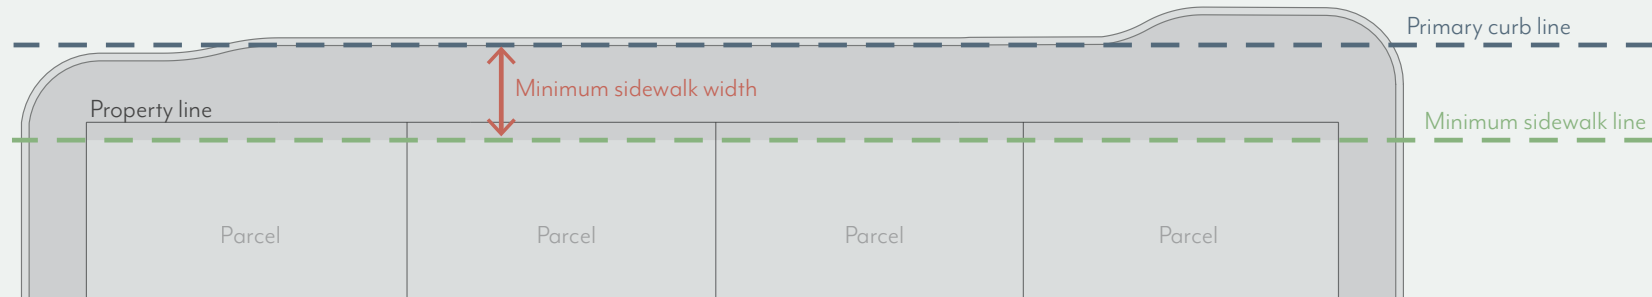 Primary curb line
Minimum sidewalk width
Property line
Minimum sidewalk line
Parcel
Parcel
Parcel
Parcel